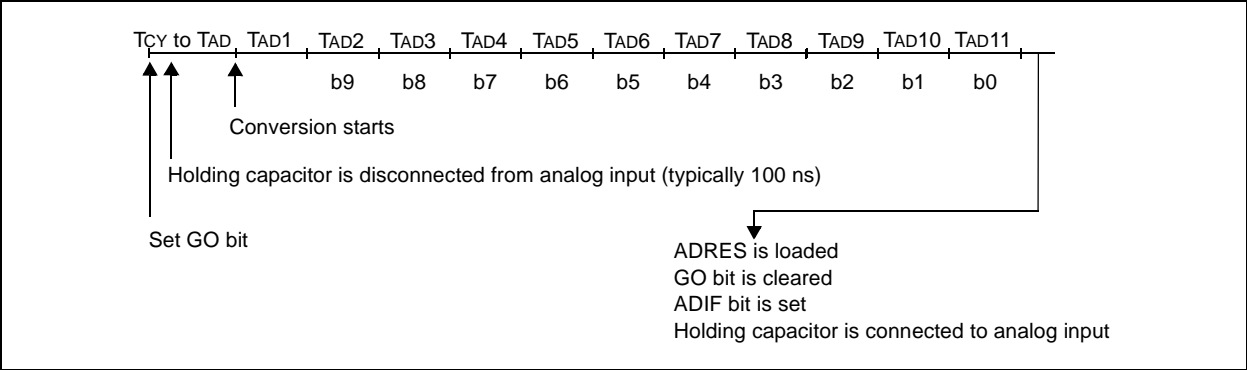 TCY to TAD TAD1 TAD2 TAD3 TAD4 TAD5 TAD6 TAD7 TAD8 TAD9 TAD10 TAD11
b9 b8 b7 b6 b5 b4 b3 b2 b1 b0
Conversion starts
Holding capacitor is disconnected from analog input (typically 100 ns)
Set GO bit
ADRES is loaded
GO bit is cleared
ADIF bit is set
Holding capacitor is connected to analog input